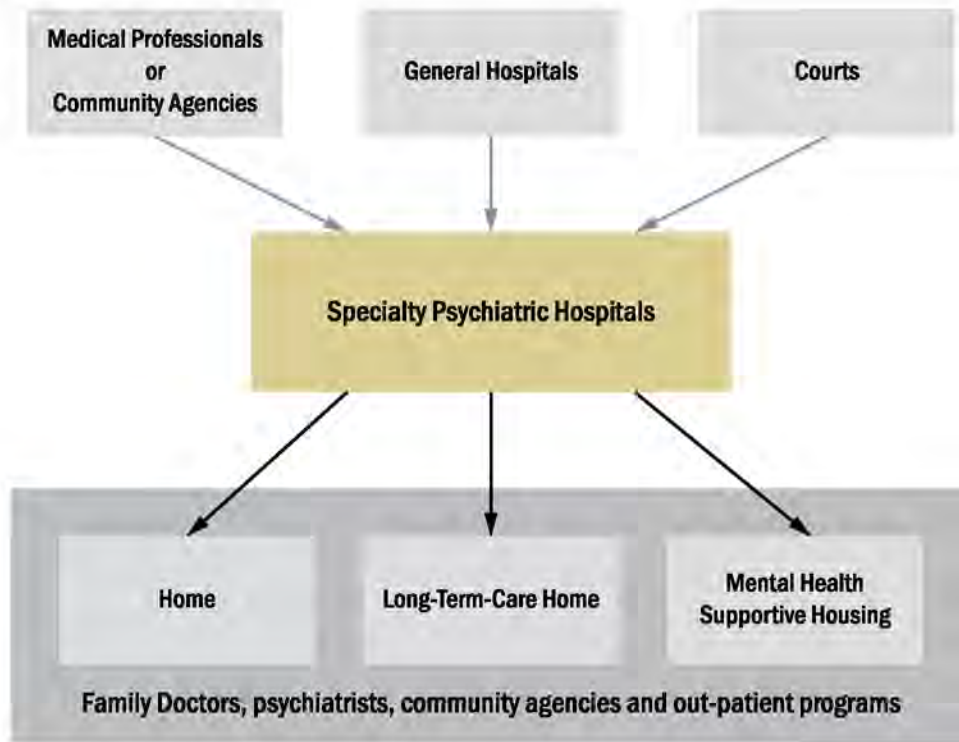 Medical Professionals
or
Community Agencies
General Hospitals
Courts
Specialty Psychiatric Hospitals
Home
Long-Term-Care Home
Mental Health
Supportive Housing
Family Doctors, psychiatrists, community agencies and out-patient programs